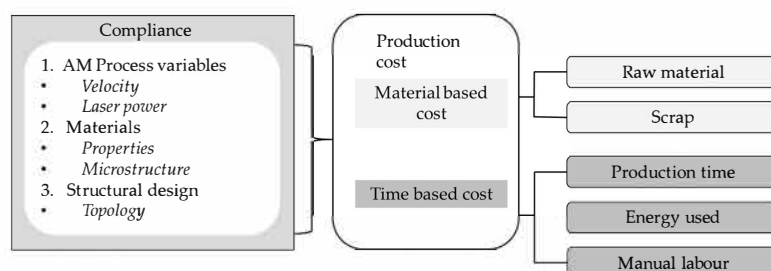 Compliance
1. AM Process variables
• Velocity
• Laser power
2. Materials
• Properties
• Microstructure
3. Structural design
• Topology
Production
cost
Material based
cost
Time based cost
Raw material
Scrap
Production time
Energy used
Manual labour